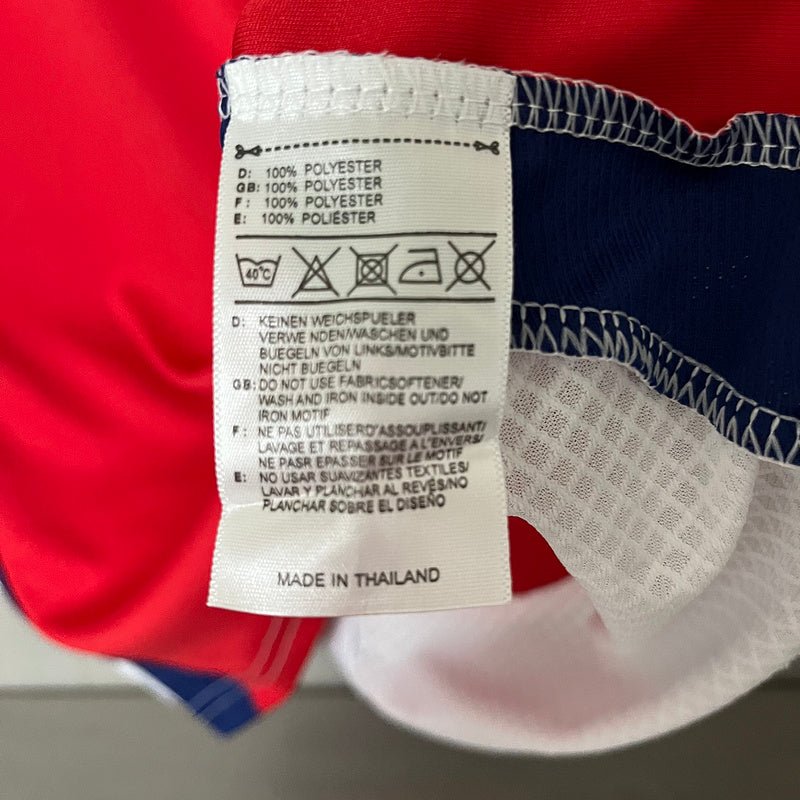 D: 100% POLYESTER
GB: 100% POLYESTER
F: 100% POLYESTER
E: 100% POLIÉSTER
40°C
D: KEINEN WEICHSPUELER
VERWE NDEN/WASCHEN UND
BUEGELN VON LINKS/MOTIVBITTE
NICHT BUEGELN
GB: DO NOT USE FABRICSOFTENER/
WASH AND IRON INSIDE OUT/DO NOT
IRON MOTIF
F: NE PAS UTILISERD'ASSOUPLISSANT/
LAVAGE ET REPASSAGE A L'ENVERS/
NE PASR EPASSER SUR LE MOTIF
E: NO USAR SUAVIZANTES TEXTILES/
LAVAR Y PLANCHAR AL REVÉS/NO
PLANCHAR SOBRE EL DISEÑO
MADE IN THAILAND